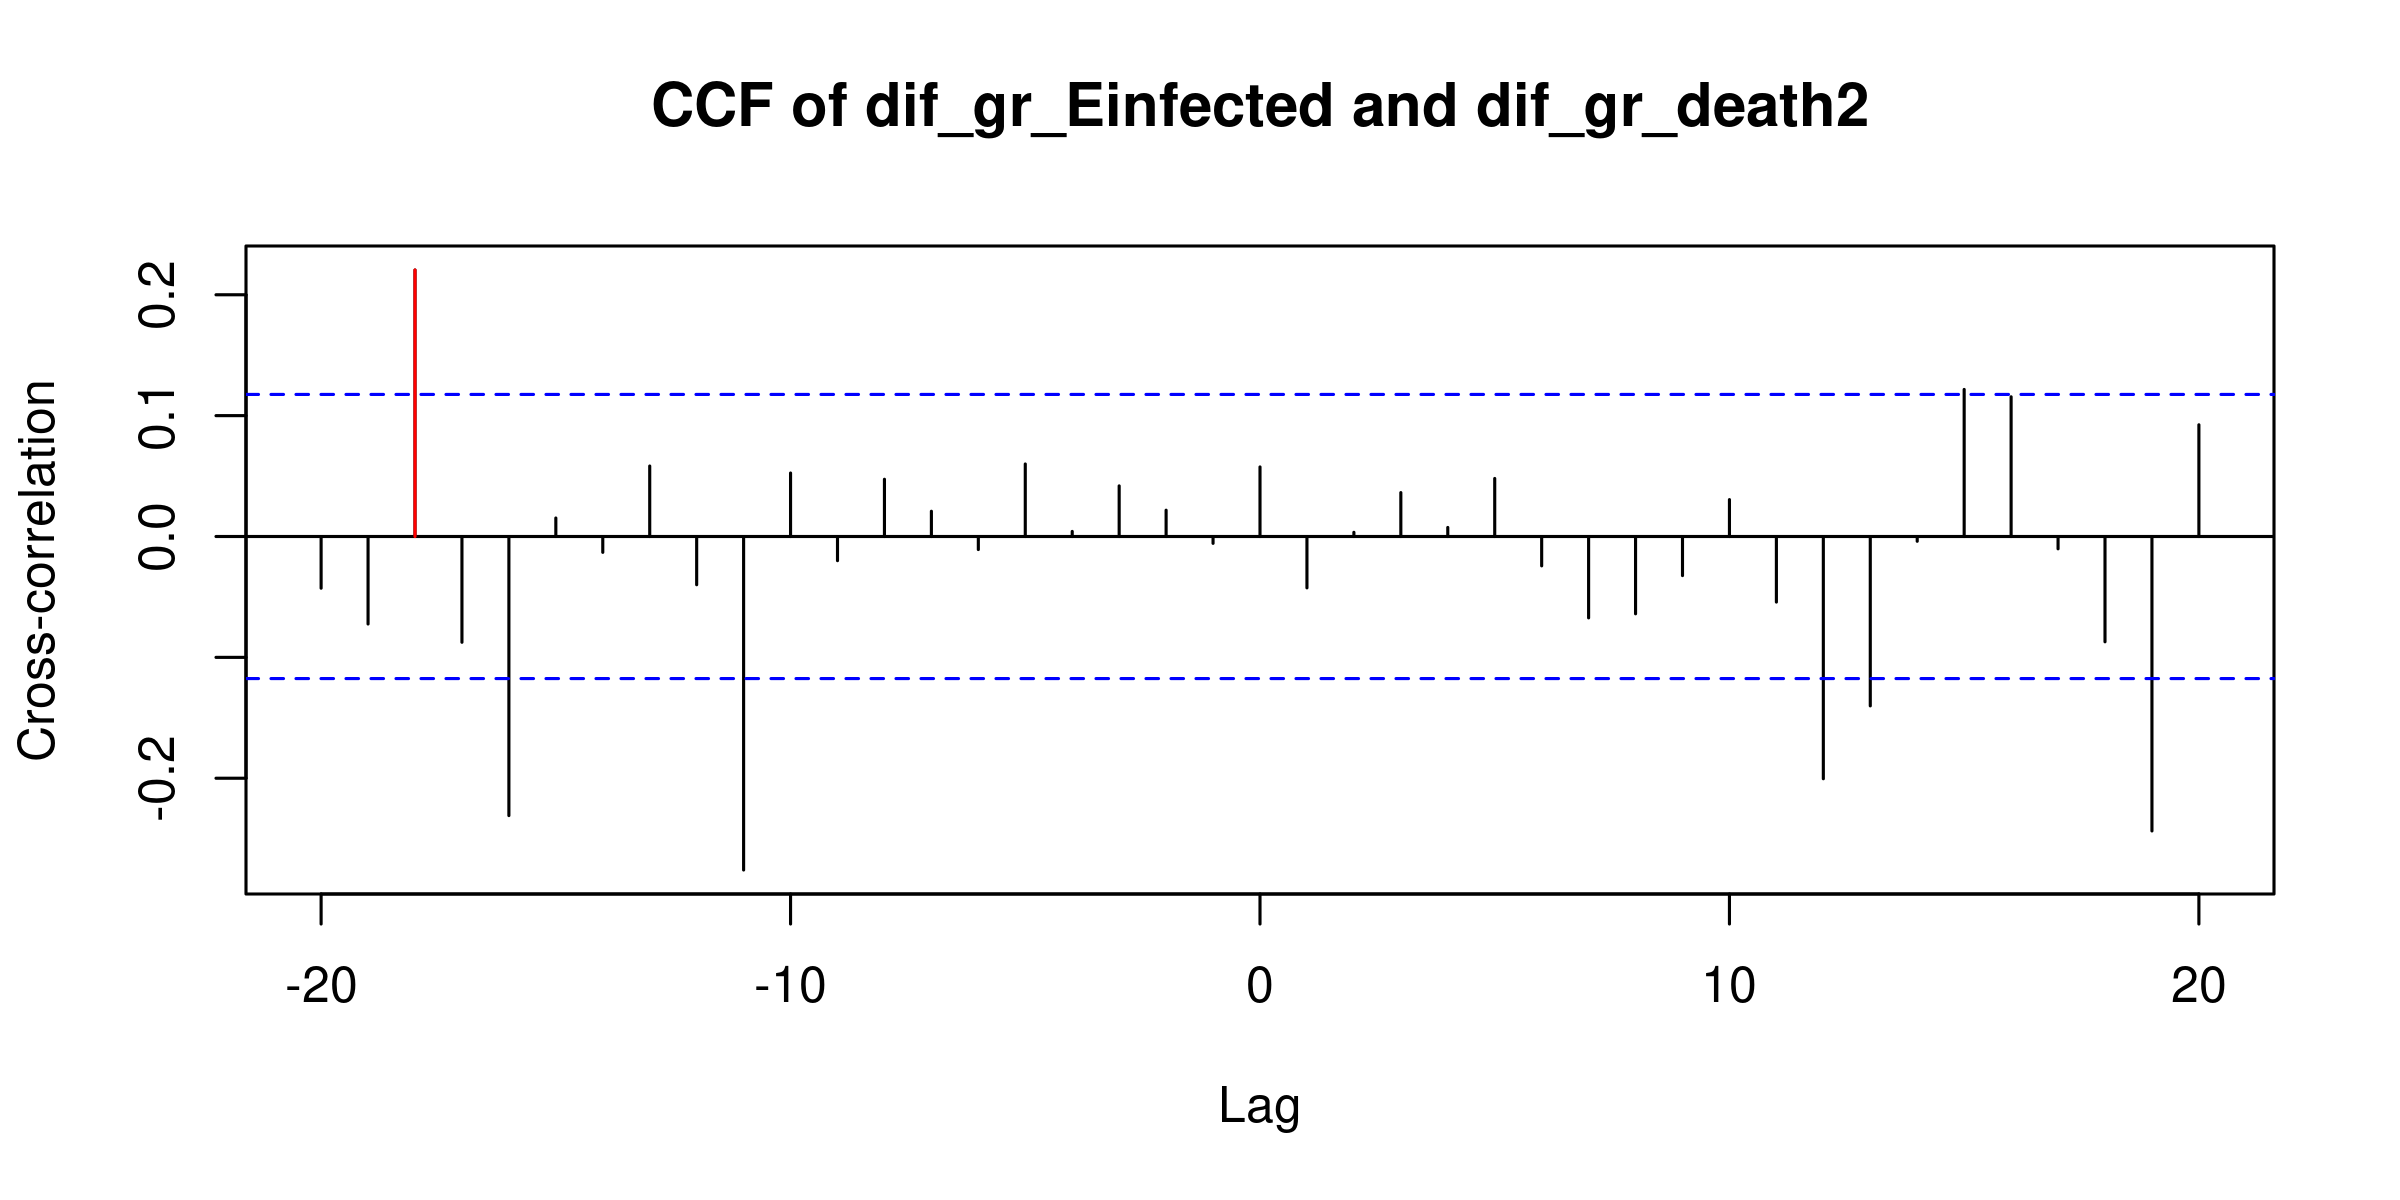 CCF of dif_gr_Einfected and dif_gr_death2
Cross-correlation
0.2
0.1
0.0
-0.2
-20 -10 0 10 20
Lag